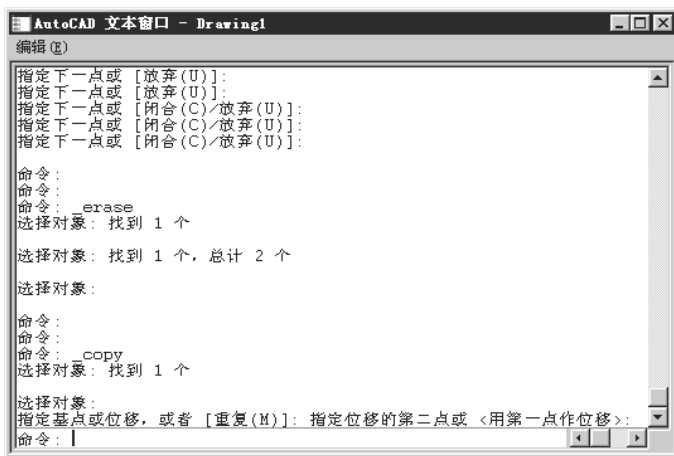 AutoCAD 文本窗口 - Drawing1
编辑(E)
指定下一点或 [放弃(U)]:
指定下一点或 [放弃(U)]:
指定下一点或 [闭合(C)/放弃(U)]:
指定下一点或 [闭合(C)/放弃(U)]:
指定下一点或 [闭合(C)/放弃(U)]:
命令:
命令:
命令: _erase
选择对象: 找到 1 个
选择对象: 找到 1 个，总计 2 个
选择对象:
命令:
命令:
命令: _copy
选择对象: 找到 1 个
选择对象:
指定基点或位移，或者 [重复(M)]: 指定位移的第二点或 <用第一点作位移>:
命令: